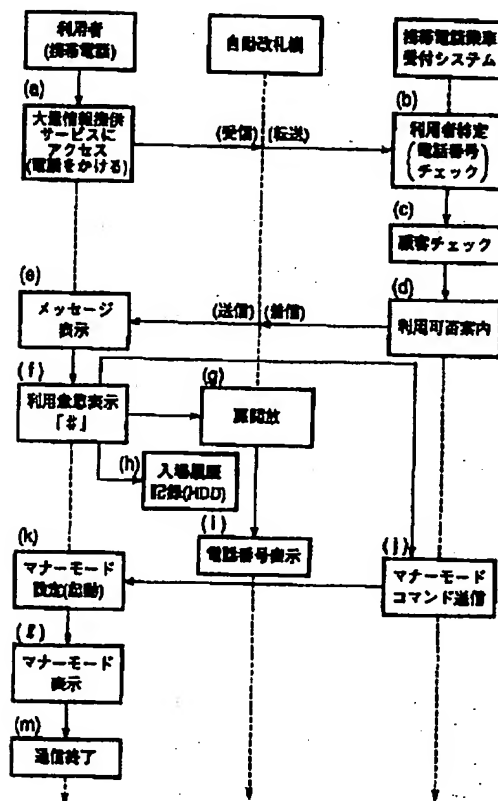 利用者
(携帯電話)
自動改札機
携帯電話乗車
受付システム
(a)
大量情報提供
サービスに
アクセス
(電話をかける)
(受信)
(転送)
(b)
利用者特定
(電話番号
チェック)
(c)
顧客チェック
(e)
メッセージ
表示
(送信)
(着信)
(d)
利用可否案内
(f)
利用意思表示
「#」
(g)
扉開放
(h)
入場履歴
記録(HDD)
(i)
電話番号表示
(k)
マナーモード
設定(起動)
(j)
マナーモード
コマンド送信
(ℓ)
マナーモード
表示
(m)
通信終了